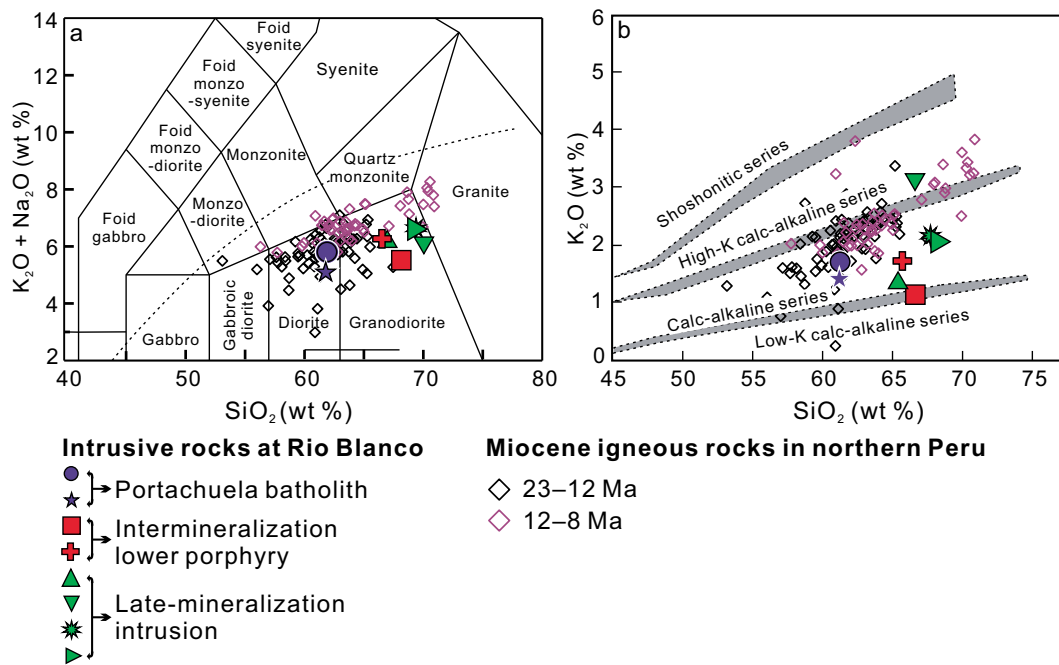 a
K₂O + Na₂O (wt %)
14
12
10
8
6
4
2
40
50
60
70
80
SiO₂ (wt %)
Foid
syenite
Foid
monzo
-syenite
Syenite
Foid
monzo
-diorite
Monzonite
Quartz
monzonite
Granite
Foid
gabbro
Monzo
-diorite
Gabbro
Gabbroic
diorite
Diorite
Granodiorite
b
K₂O (wt %)
6
5
4
3
2
1
0
45
50
55
60
65
70
75
SiO₂ (wt %)
Shoshonitic series
High-K calc-alkaline series
Calc-alkaline series
Low-K calc-alkaline series
Intrusive rocks at Rio Blanco
Portachuela batholith
Intermineralization
lower porphyry
Late-mineralization
intrusion
Miocene igneous rocks in northern Peru
23–12 Ma
12–8 Ma